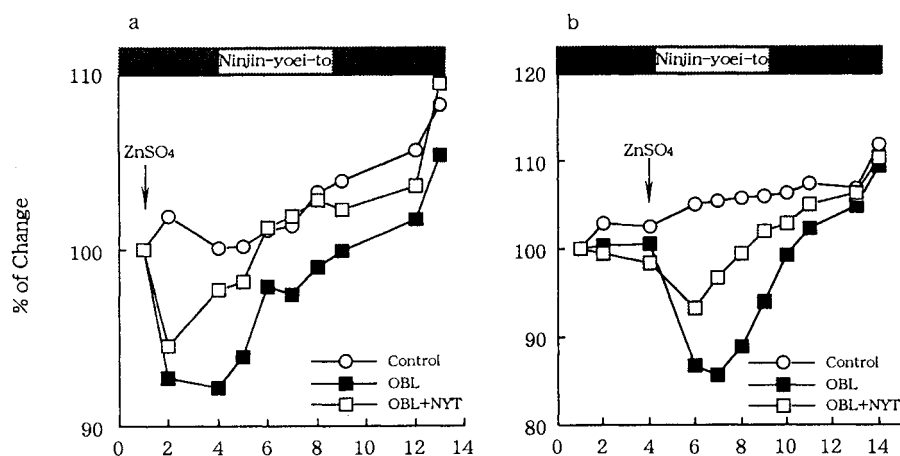 a
Ninjin-yoei-to
110
100
90
% of Change
ZnSO₄
Control
OBL
OBL+NYT
0 2 4 6 8 10 12 14
b
Ninjin-yoei-to
120
110
100
90
80
ZnSO₄
Control
OBL
OBL+NYT
0 2 4 6 8 10 12 14